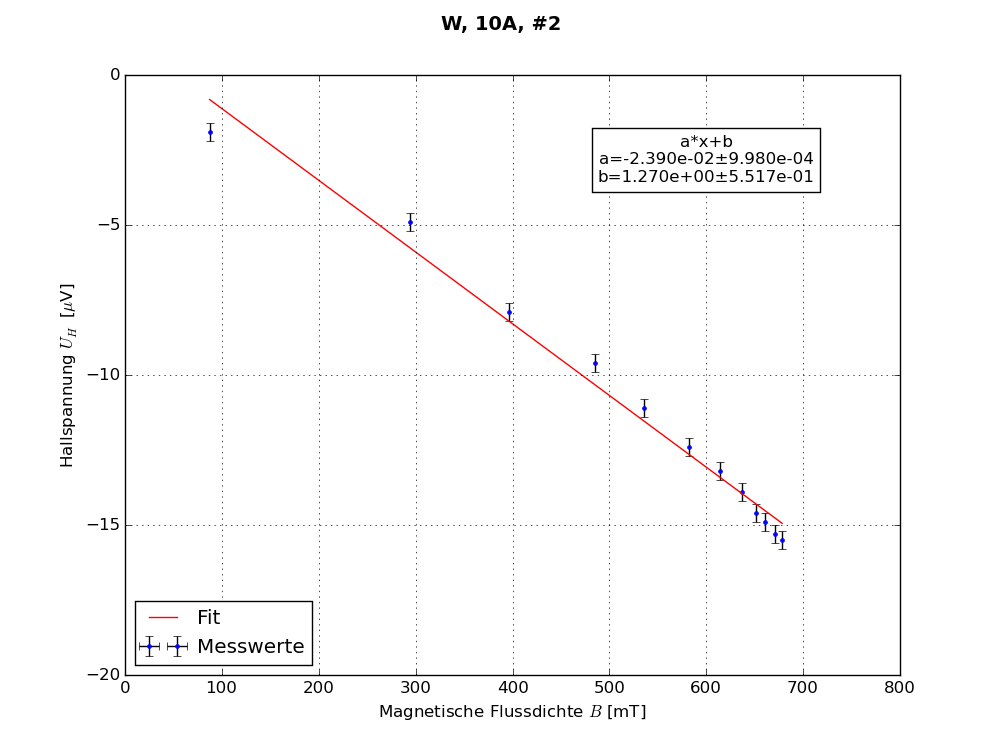 W, 10A, #2
0
−5
−10
−15
−20
Hallspannung U_H [μV]
a*x+b
a=-2.390e-02±9.980e-04
b=1.270e+00±5.517e-01
Fit
Messwerte
0 100 200 300 400 500 600 700 800
Magnetische Flussdichte B [mT]